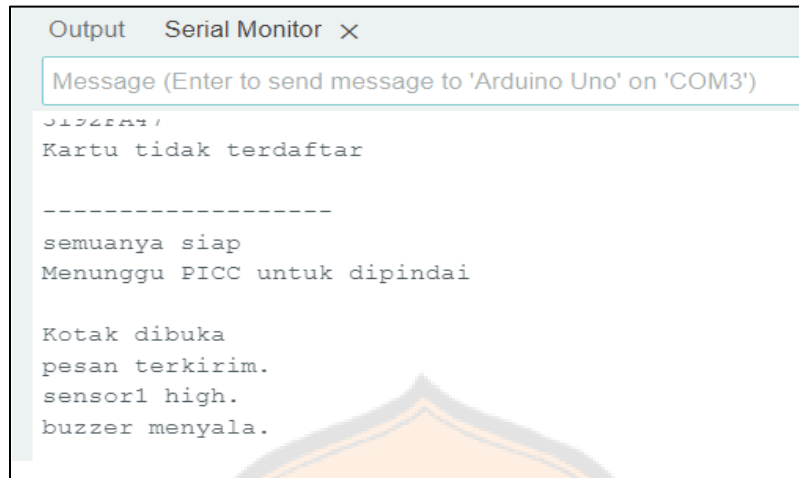 Output Serial Monitor ×
Message (Enter to send message to 'Arduino Uno' on 'COM3')
Kartu tidak terdaftar
-------------------
semuanya siap
Menunggu PICC untuk dipindai
Kotak dibuka
pesan terkirim.
sensor1 high.
buzzer menyala.